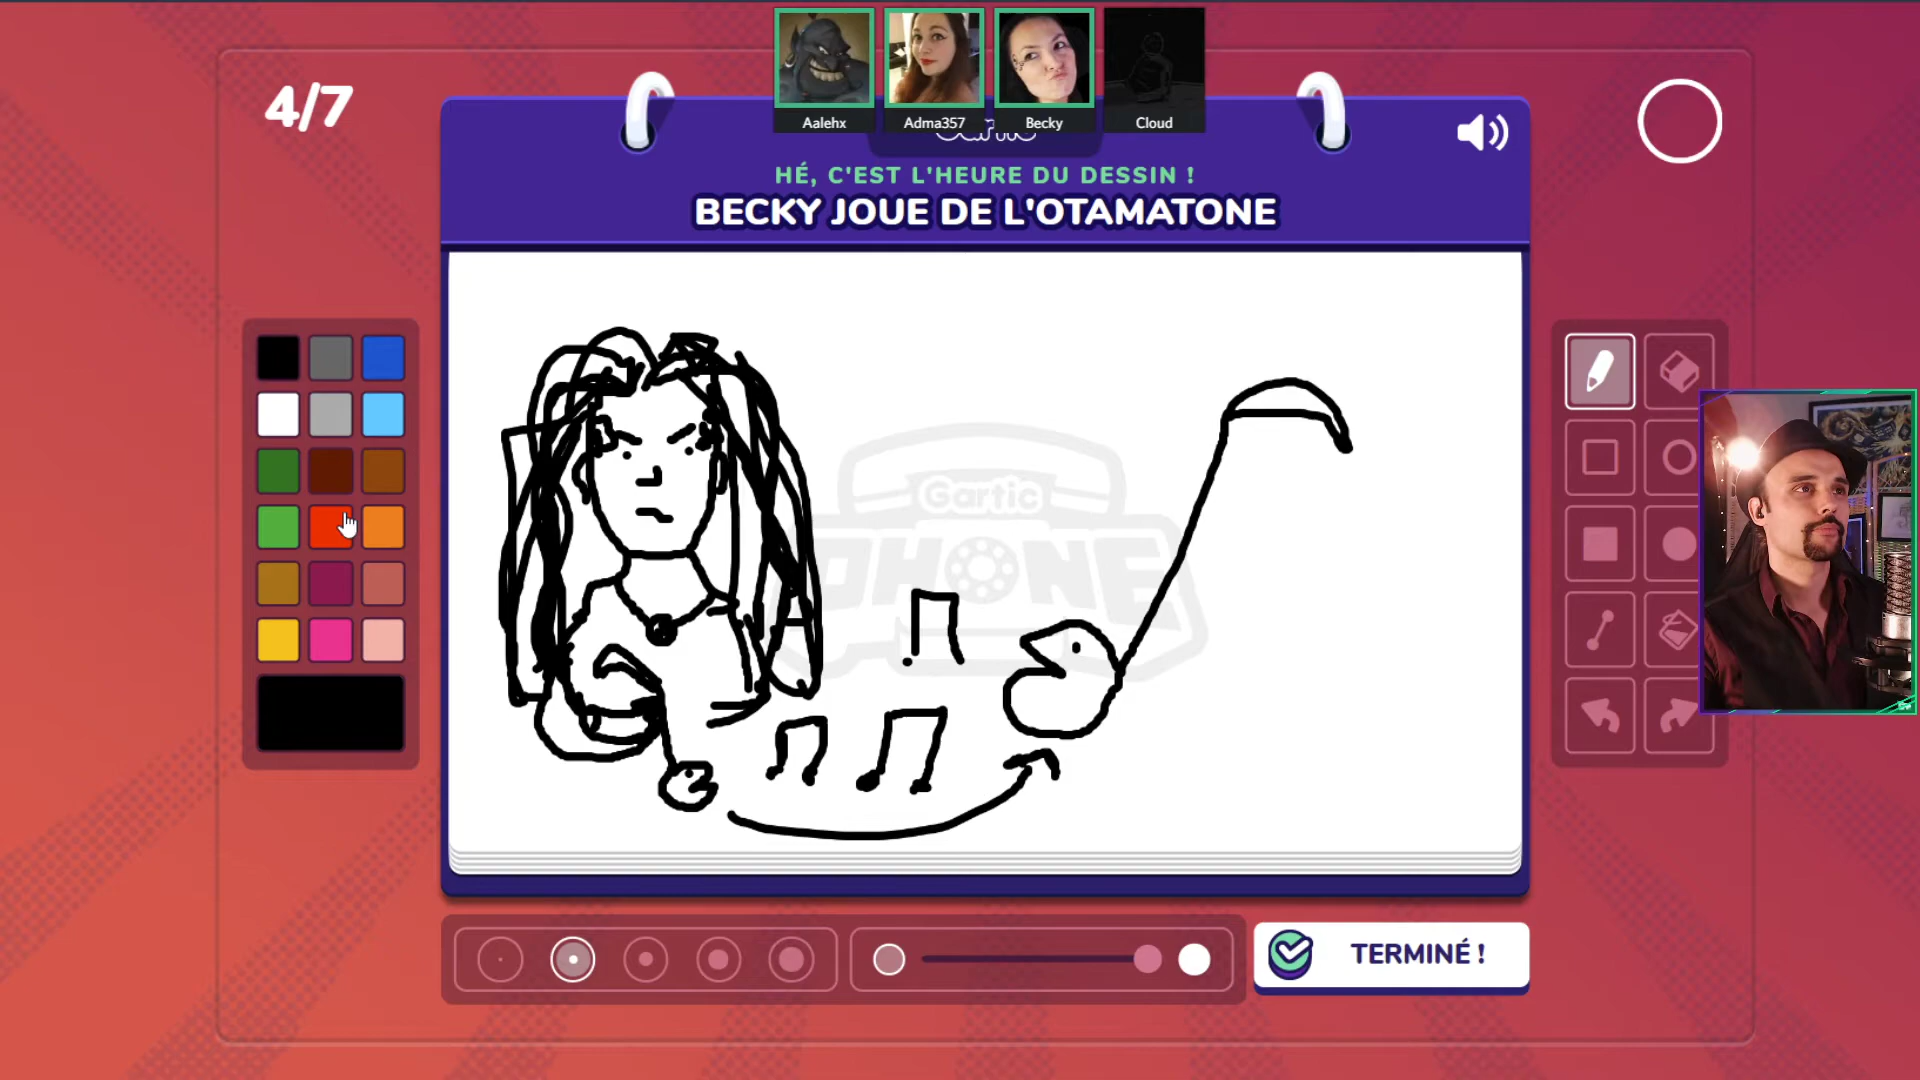 4/7
Aalehx
Adma357
Becky
Cloud
HÉ, C'EST L'HEURE DU DESSIN !
BECKY JOUE DE L'OTAMATONE
Gartic
PHONE
TERMINÉ !